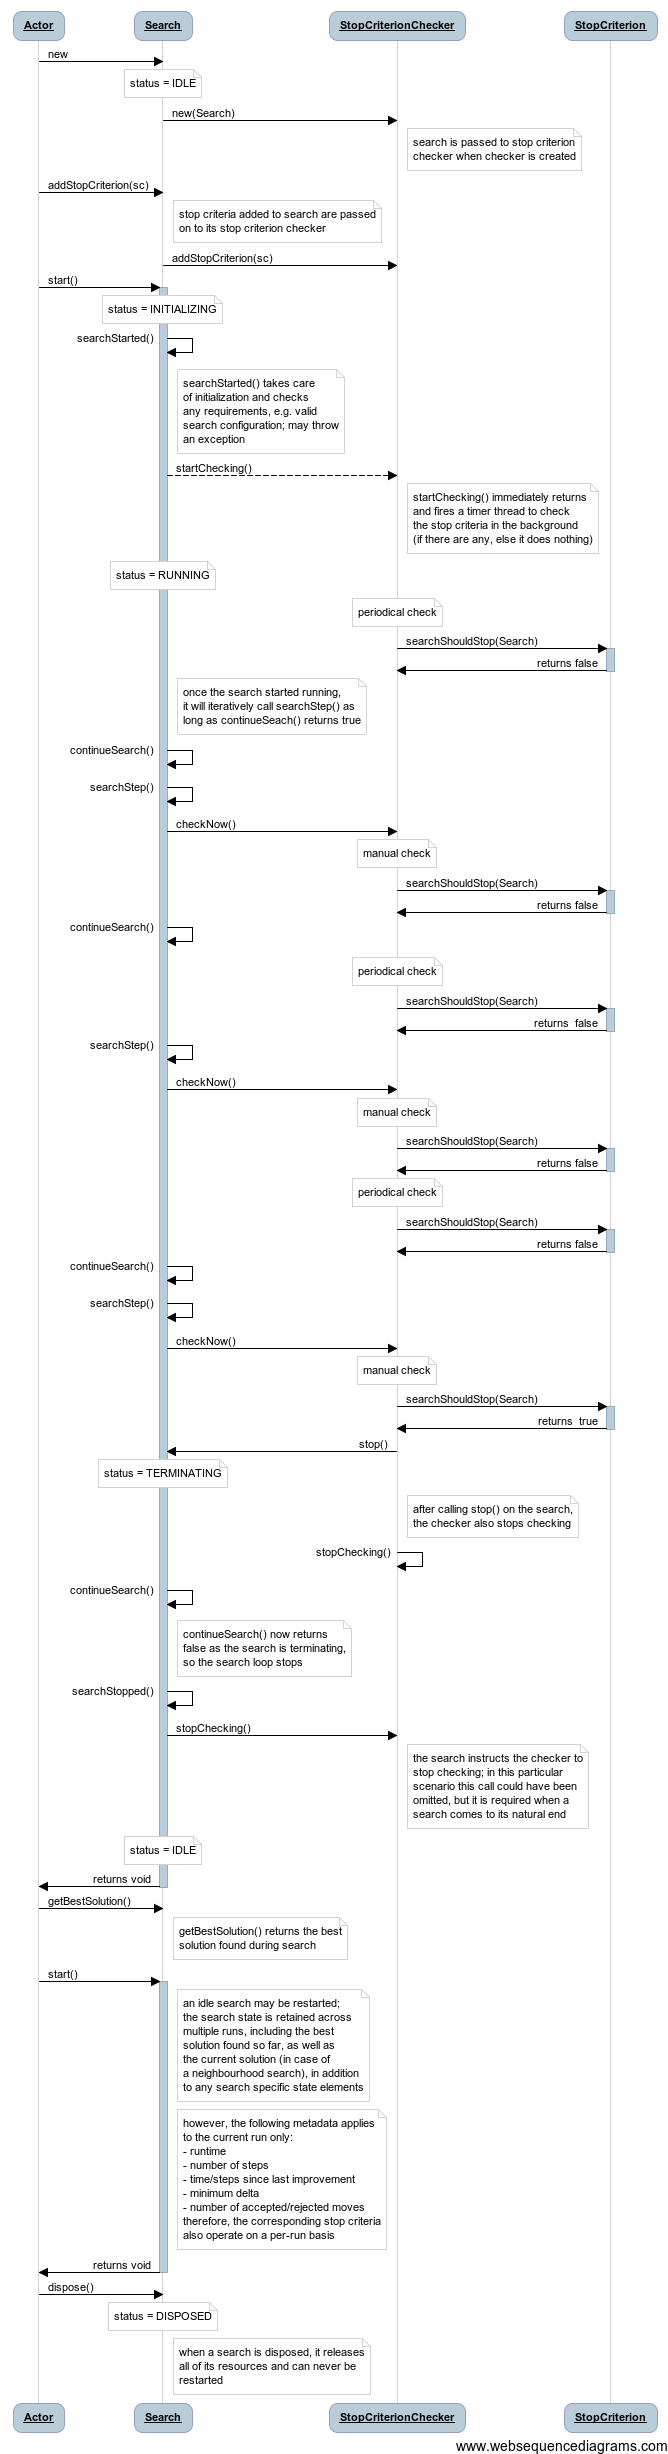 Actor Search StopCriterionChecker StopCriterion
new
status = IDLE
new(Search)
search is passed to stop criterion
checker when checker is created
addStopCriterion(sc)
stop criteria added to search are passed
on to its stop criterion checker
addStopCriterion(sc)
start()
status = INITIALIZING
searchStarted()
searchStarted() takes care
of initialization and checks
any requirements, e.g. valid
search configuration; may throw
an exception
startChecking()
startChecking() immediately returns
and fires a timer thread to check
the stop criteria in the background
(if there are any, else it does nothing)
status = RUNNING
periodical check
searchShouldStop(Search)
returns false
once the search started running,
it will iteratively call searchStep() as
long as continueSeach() returns true
continueSearch()
searchStep()
checkNow()
manual check
searchShouldStop(Search)
returns false
continueSearch()
periodical check
searchShouldStop(Search)
returns  false
searchStep()
checkNow()
manual check
searchShouldStop(Search)
returns false
periodical check
searchShouldStop(Search)
returns false
continueSearch()
searchStep()
checkNow()
manual check
searchShouldStop(Search)
returns  true
stop()
status = TERMINATING
after calling stop() on the search,
the checker also stops checking
stopChecking()
continueSearch()
continueSearch() now returns
false as the search is terminating,
so the search loop stops
searchStopped()
stopChecking()
the search instructs the checker to
stop checking; in this particular
scenario this call could have been
omitted, but it is required when a
search comes to its natural end
status = IDLE
returns void
getBestSolution()
getBestSolution() returns the best
solution found during search
start()
an idle search may be restarted;
the search state is retained across
multiple runs, including the best
solution found so far, as well as
the current solution (in case of
a neighbourhood search), in addition
to any search specific state elements
however, the following metadata applies
to the current run only:
- runtime
- number of steps
- time/steps since last improvement
- minimum delta
- number of accepted/rejected moves
therefore, the corresponding stop criteria
also operate on a per-run basis
returns void
dispose()
status = DISPOSED
when a search is disposed, it releases
all of its resources and can never be
restarted
Actor Search StopCriterionChecker StopCriterion
www.websequencediagrams.com